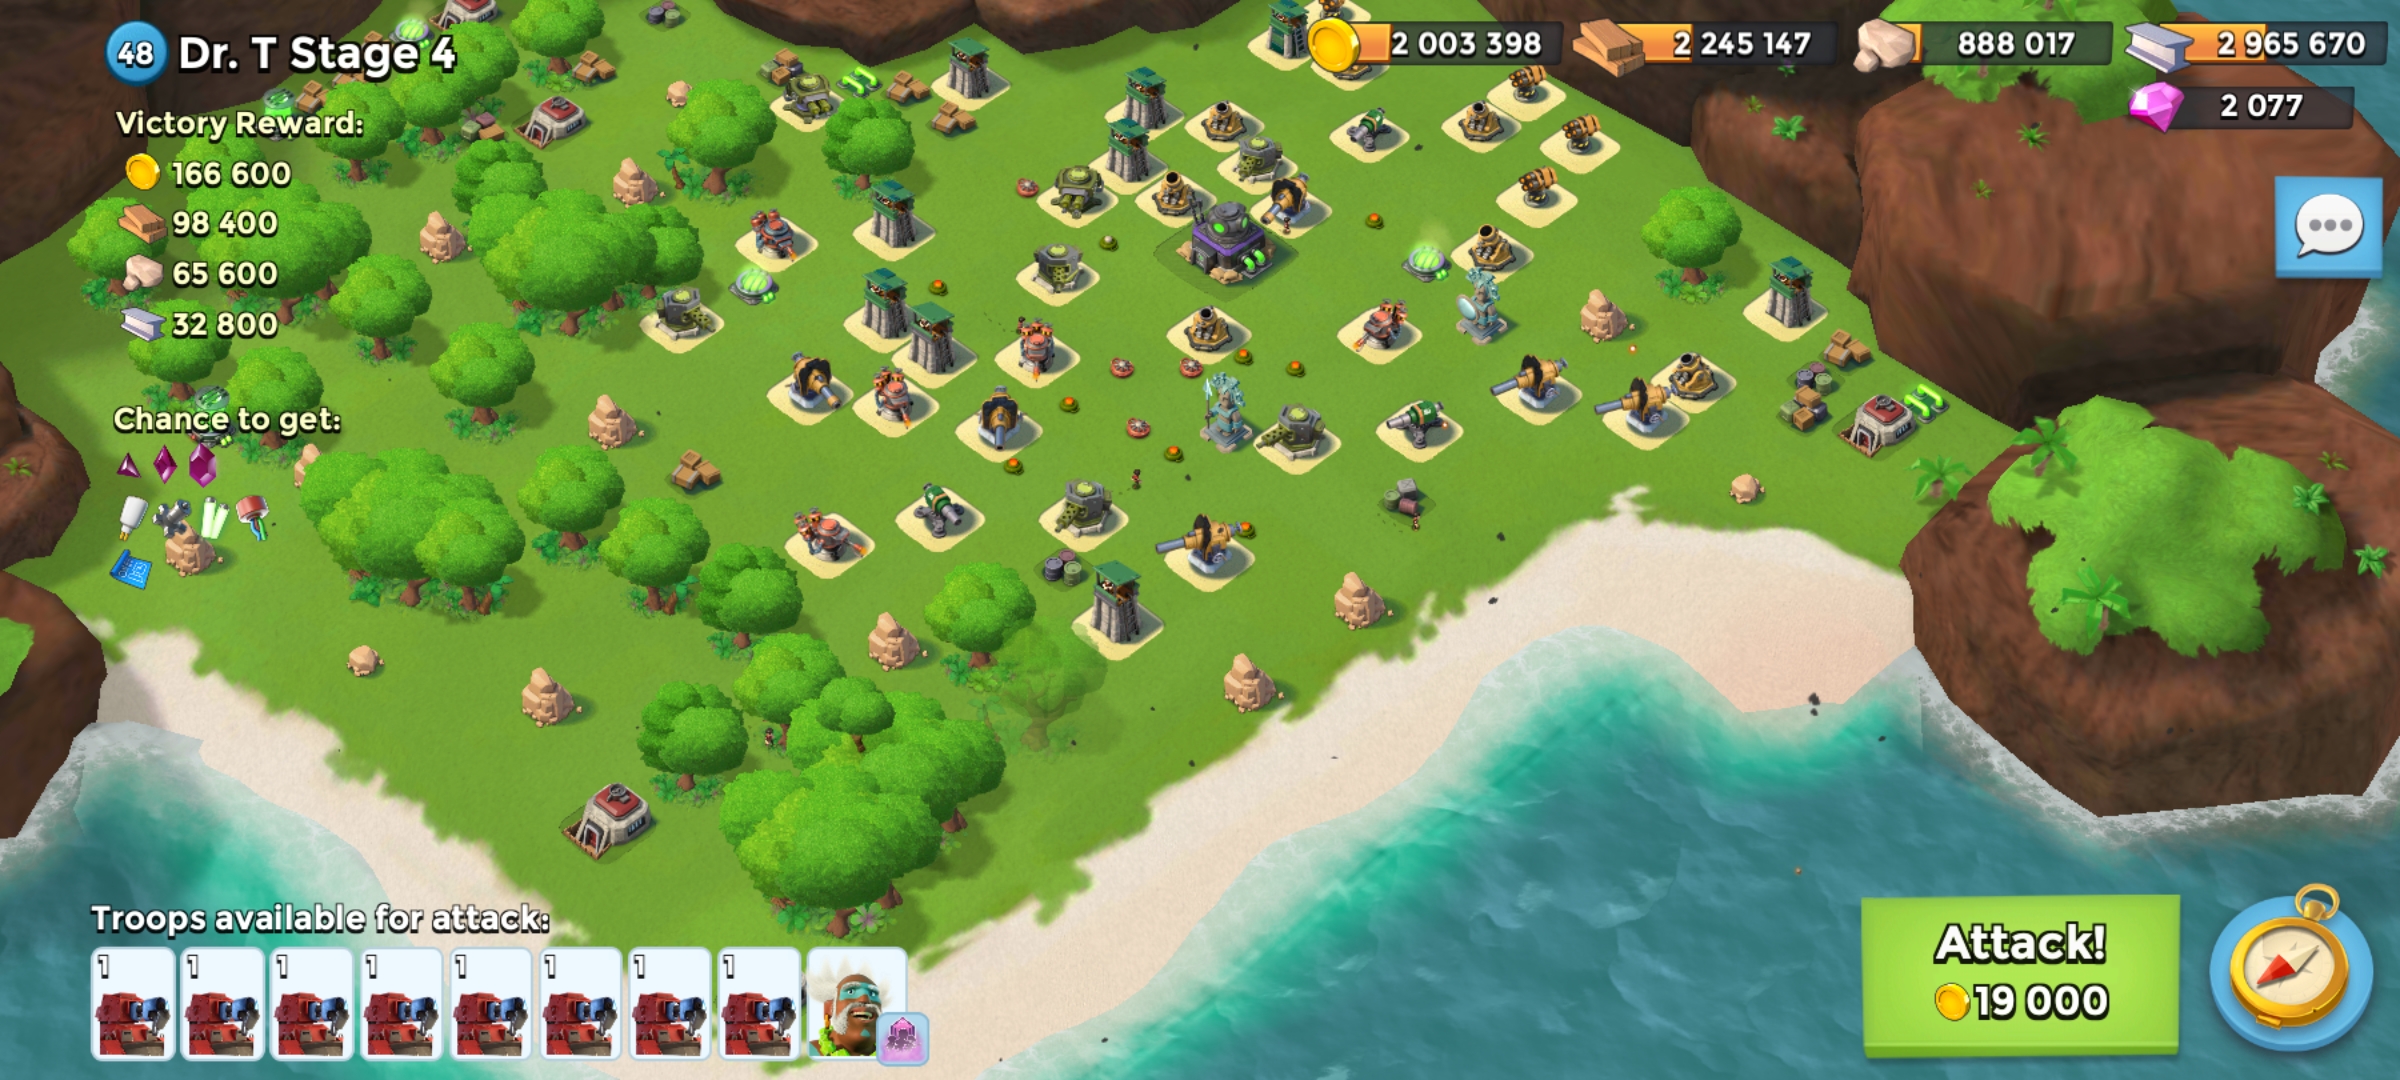 48 Dr. T Stage 4
2 003 398
2 245 147
888 017
2 965 670
2 077
Victory Reward:
166 600
98 400
65 600
32 800
Chance to get:
Troops available for attack:
1 1 1 1 1 1 1 1
Attack!
19 000